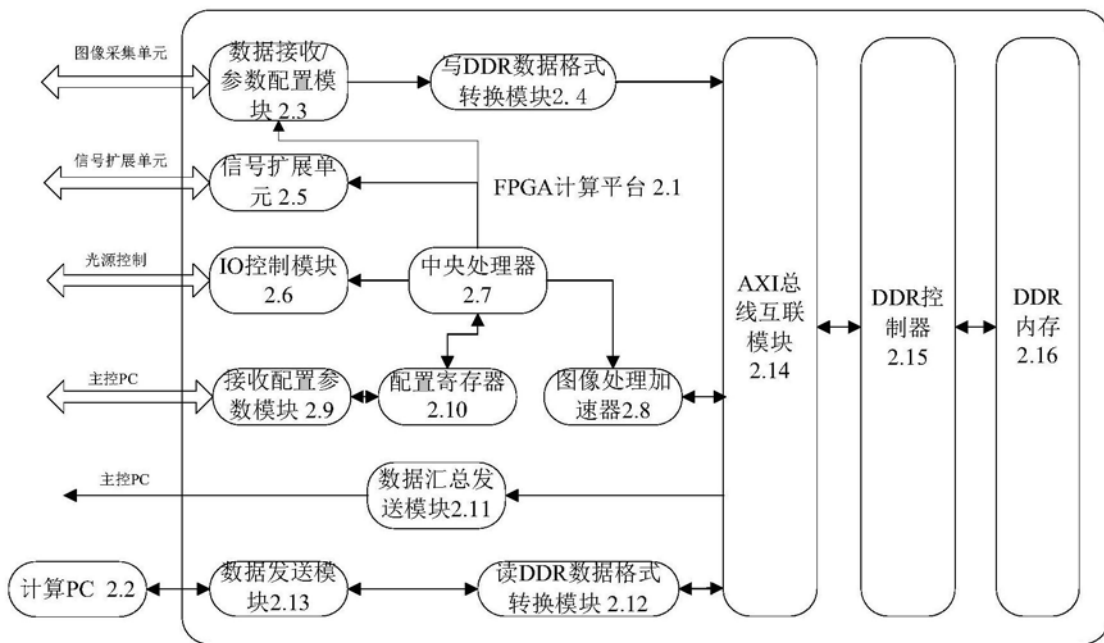 图像采集单元
数据接收/
参数配置模
块 2.3
写DDR数据格式
转换模块2.4
信号扩展单元
信号扩展单
元 2.5
FPGA计算平台 2.1
光源控制
IO控制模块
2.6
中央处理器
2.7
AXI总
线互联
模块
2.14
DDR控
制器
2.15
DDR
内存
2.16
主控PC
接收配置参
数模块 2.9
配置寄存器
2.10
图像处理加
速器2.8
主控PC
数据汇总发
送模块2.11
计算PC 2.2
数据发送模
块2.13
读DDR数据格式
转换模块 2.12